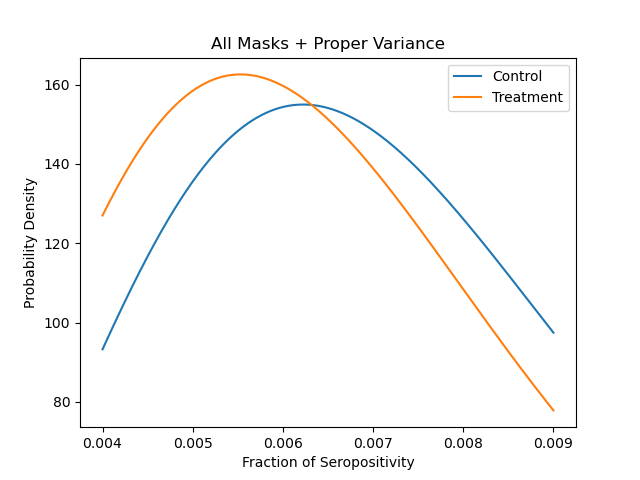 All Masks + Proper Variance
Control
Treatment
Probability Density
160
140
120
100
80
0.004 0.005 0.006 0.007 0.008 0.009
Fraction of Seropositivity